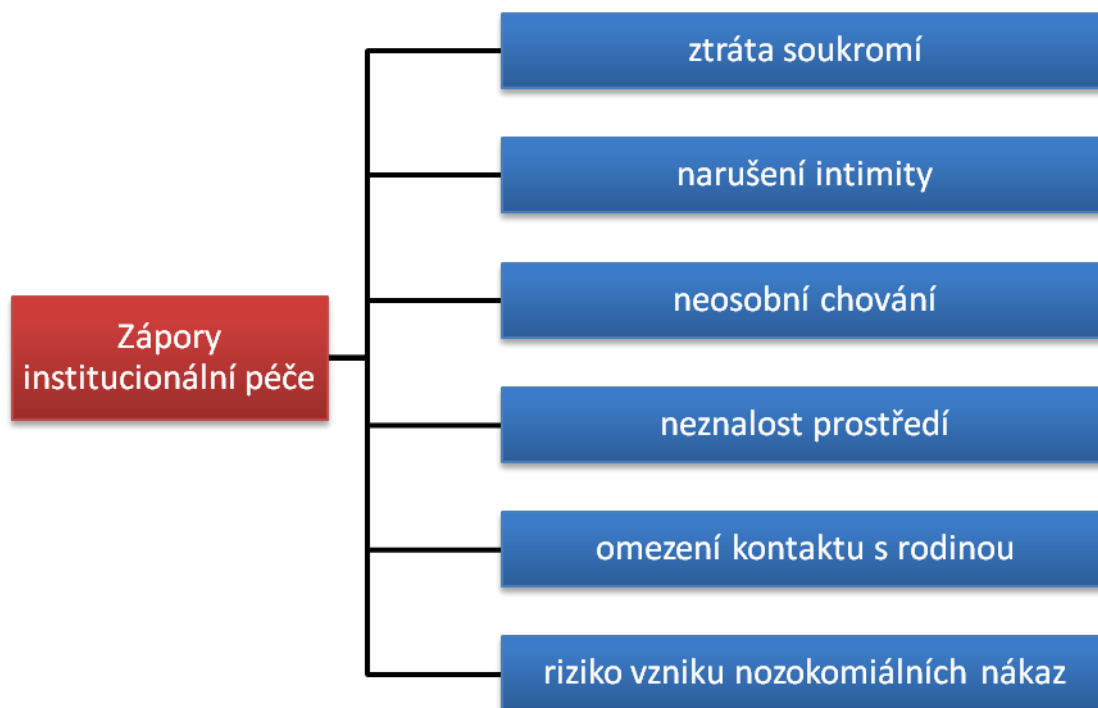 Zápory
institucionální péče
ztráta soukromí
narušení intimity
neosobní chování
neznalost prostředí
omezení kontaktu s rodinou
riziko vzniku nozokomiálních nákaz